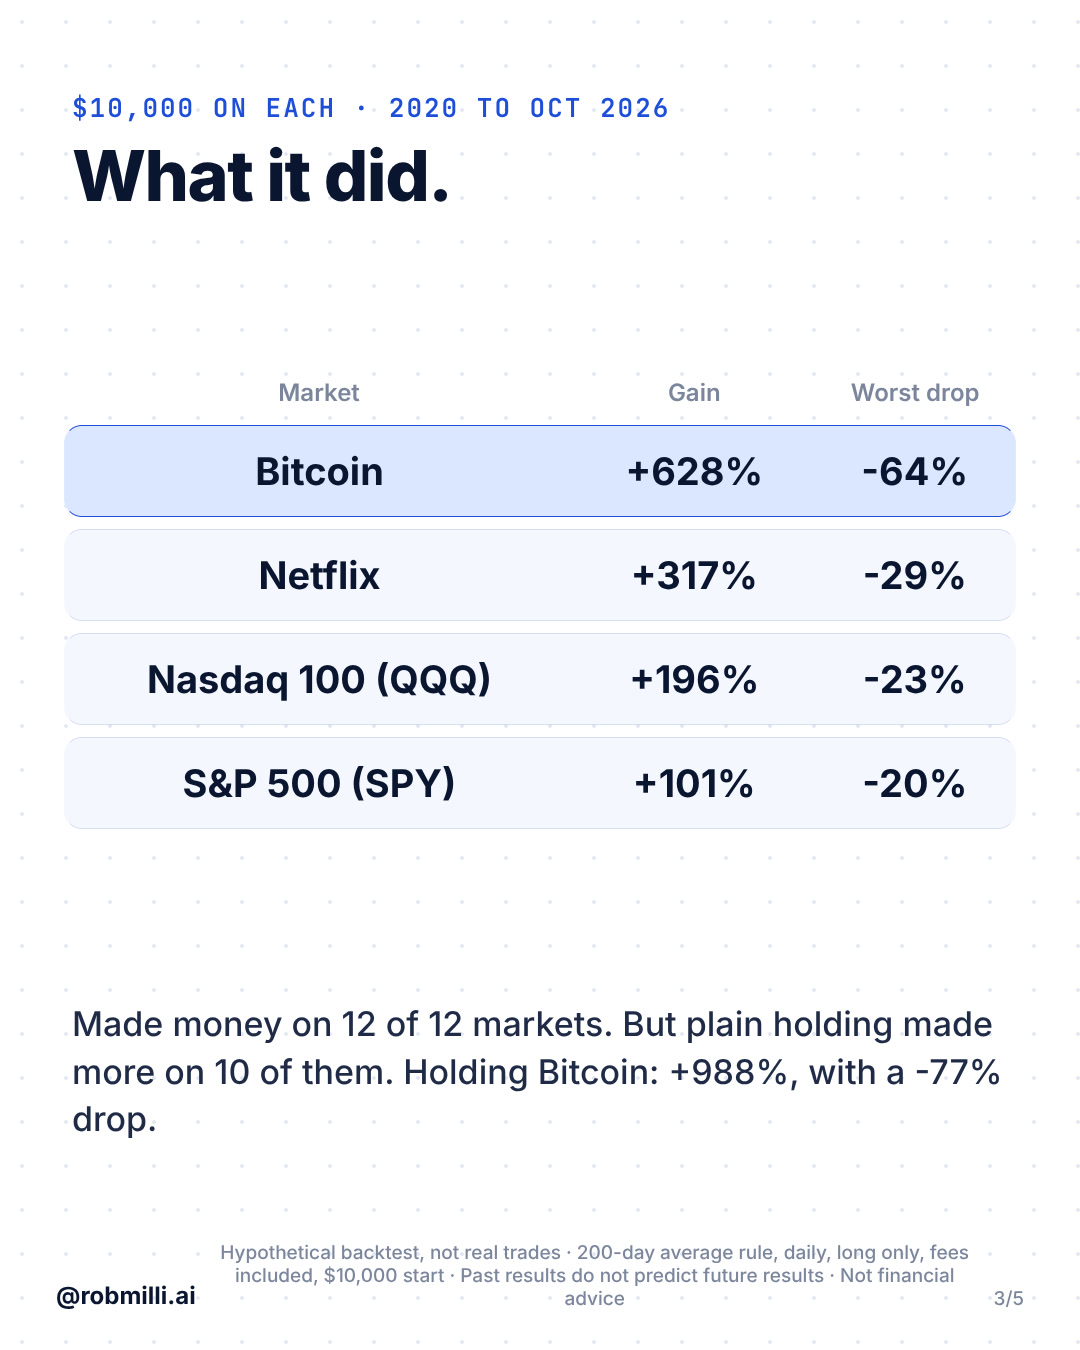 $10,000 ON EACH · 2020 TO OCT 2026
What it did.
Market Gain Worst drop
Bitcoin +628% -64%
Netflix +317% -29%
Nasdaq 100 (QQQ) +196% -23%
S&P 500 (SPY) +101% -20%
Made money on 12 of 12 markets. But plain holding made
more on 10 of them. Holding Bitcoin: +988%, with a -77%
drop.
Hypothetical backtest, not real trades · 200-day average rule, daily, long only, fees
included, $10,000 start · Past results do not predict future results · Not financial
advice
@robmilli.ai
3/5